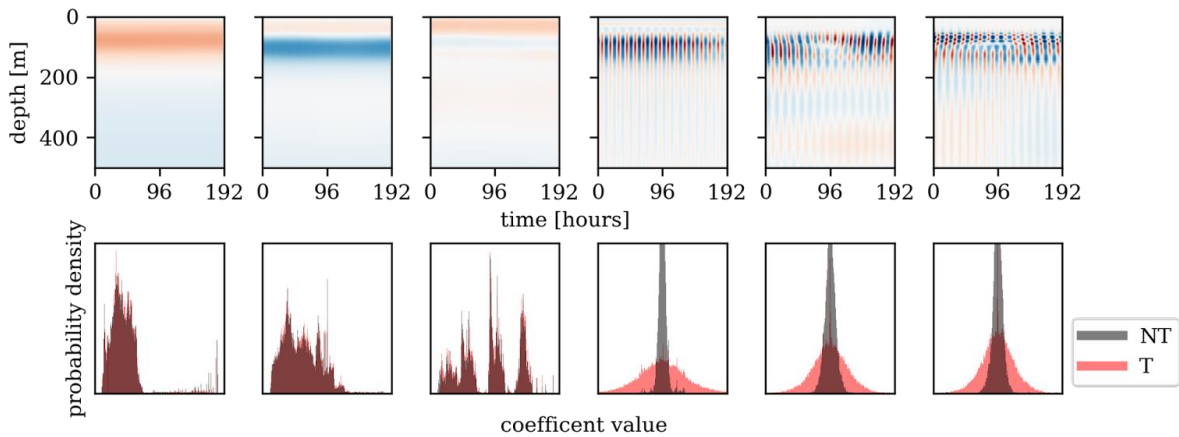 0
200
400
depth [m]
0 96 192 0 96 192 0 96 192 0 96 192 0 96 192 0 96 192
time [hours]
probability density
NT
T
coefficent value